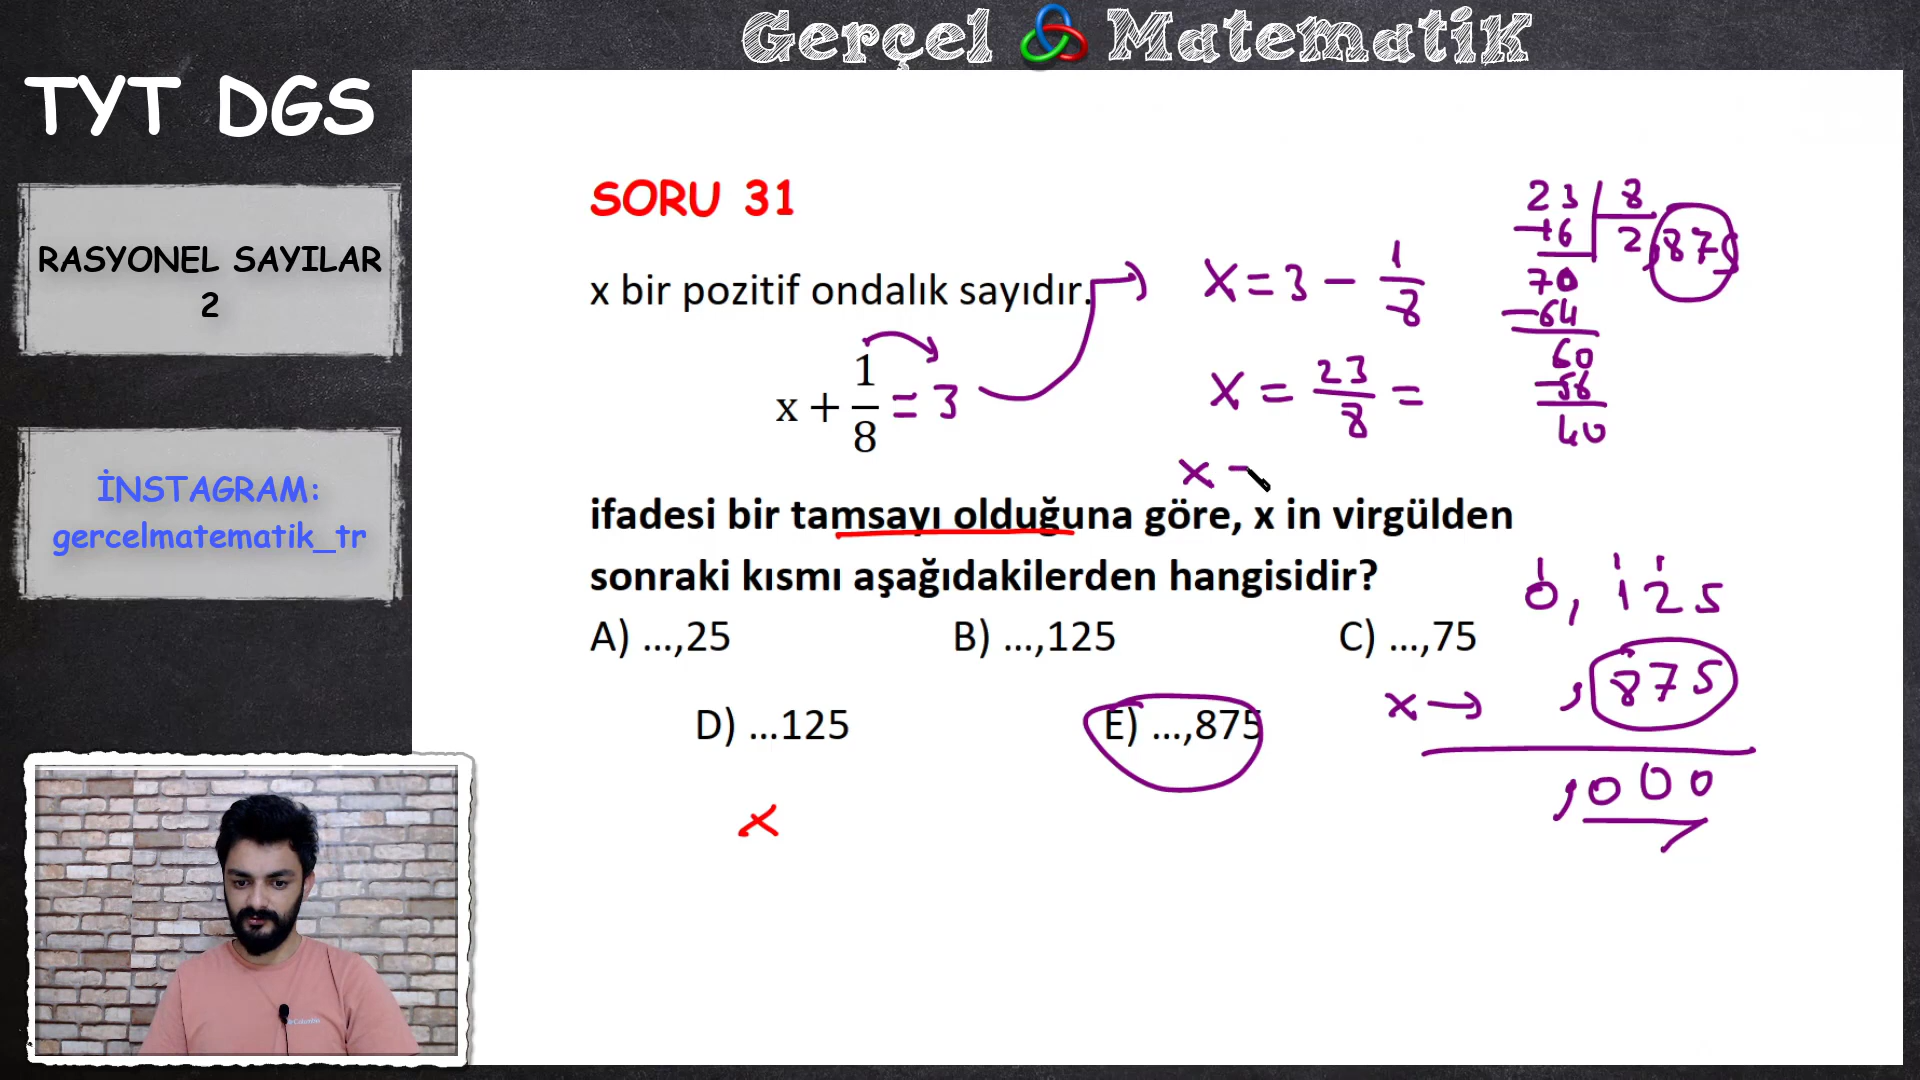 Gerçel Matematik
TYT DGS
RASYONEL SAYILAR
2
İNSTAGRAM:
gercelmatematik_tr
SORU 31
x bir pozitif ondalık sayıdır.
x + 1/8 = 3
ifadesi bir tamsayı olduğuna göre, x in virgülden
sonraki kısmı aşağıdakilerden hangisidir?
A) ...,25
B) ...,125
C) ...,75
D) ...125
E) ...,875
x
X = 3 - 1/8
X = 23/8 =
x -
23 | 8
-16 | 2,875
70
-64
60
-56
40
0,125
x → ,875
,000